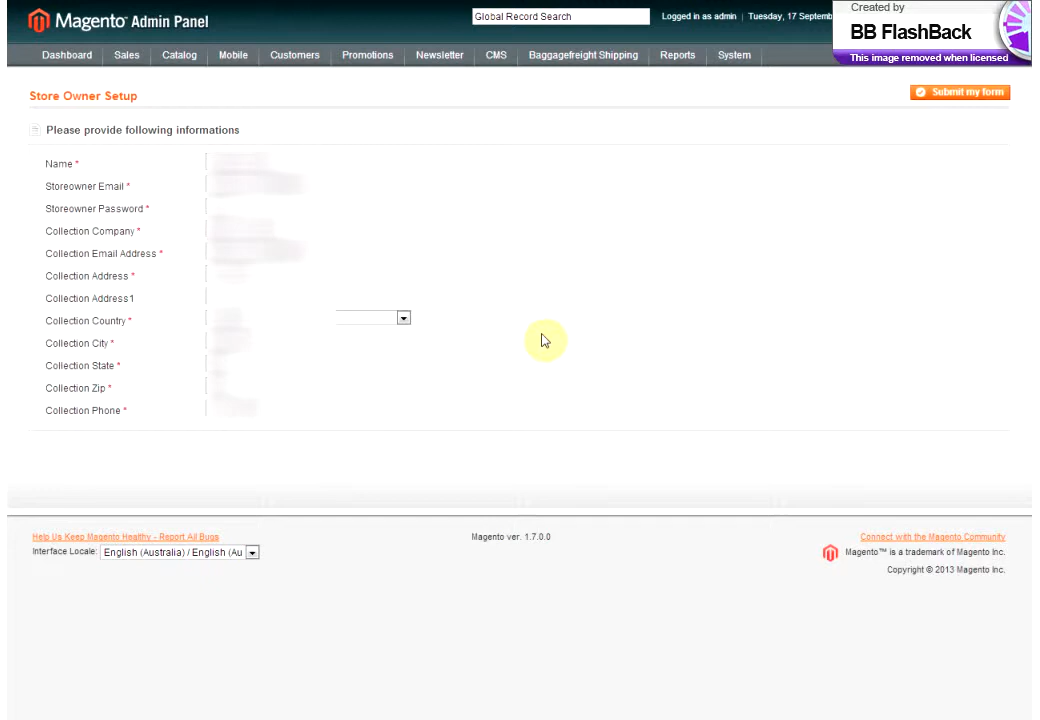 Magento Admin Panel
Global Record Search
Logged in as admin | Tuesday, 17 Septemb
Created by
BB FlashBack
This image removed when licensed
Dashboard Sales Catalog Mobile Customers Promotions Newsletter CMS Baggagefreight Shipping Reports System
Store Owner Setup
Submit my form
Please provide following informations
Name *
Storeowner Email *
Storeowner Password *
Collection Company *
Collection Email Address *
Collection Address *
Collection Address1
Collection Country *
Collection City *
Collection State *
Collection Zip *
Collection Phone *
Help Us Keep Magento Healthy - Report All Bugs
Interface Locale: English (Australia) / English (Au
Magento ver. 1.7.0.0
Connect with the Magento Community
Magento™ is a trademark of Magento Inc.
Copyright © 2013 Magento Inc.